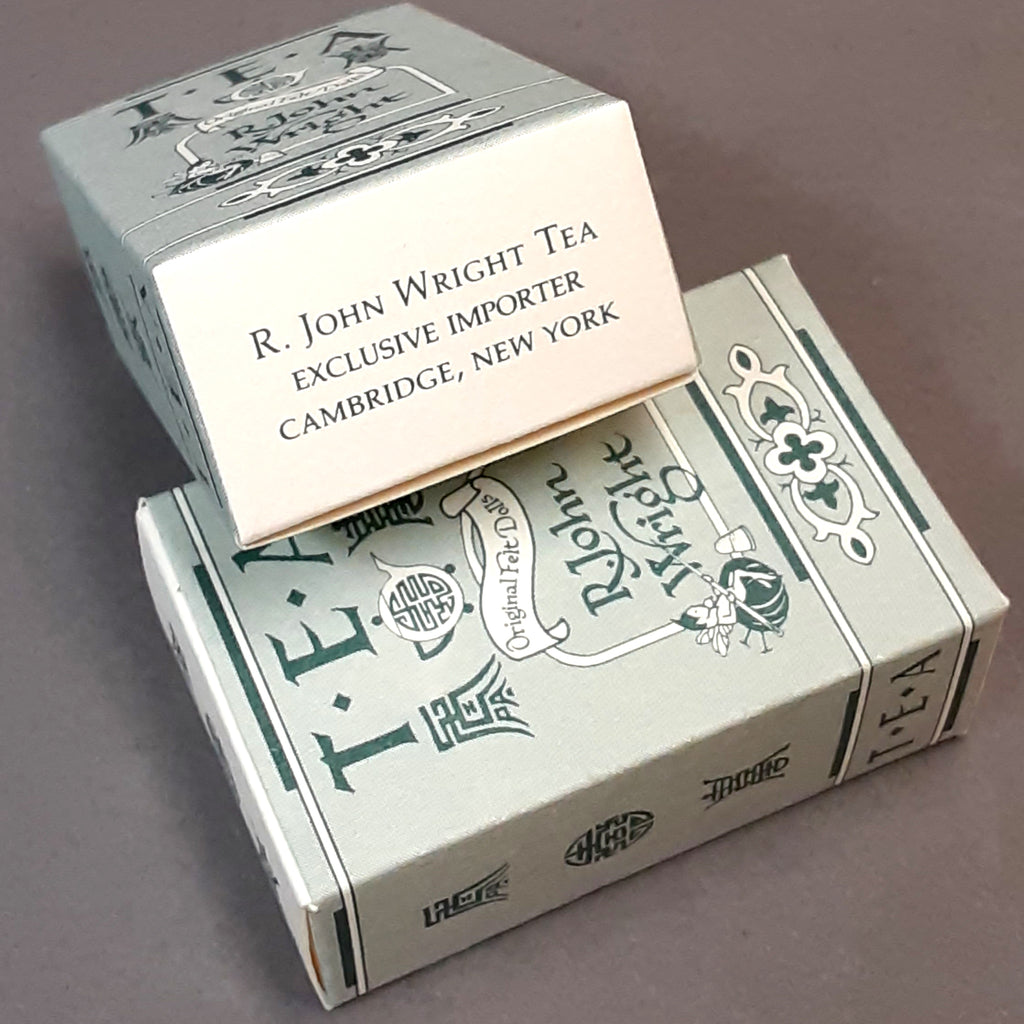 T·E·A
R. John
Wright
R. JOHN WRIGHT TEA
EXCLUSIVE IMPORTER
CAMBRIDGE, NEW YORK
T·E·A
Original Felt Dolls
R. John
Wright
T·E·A